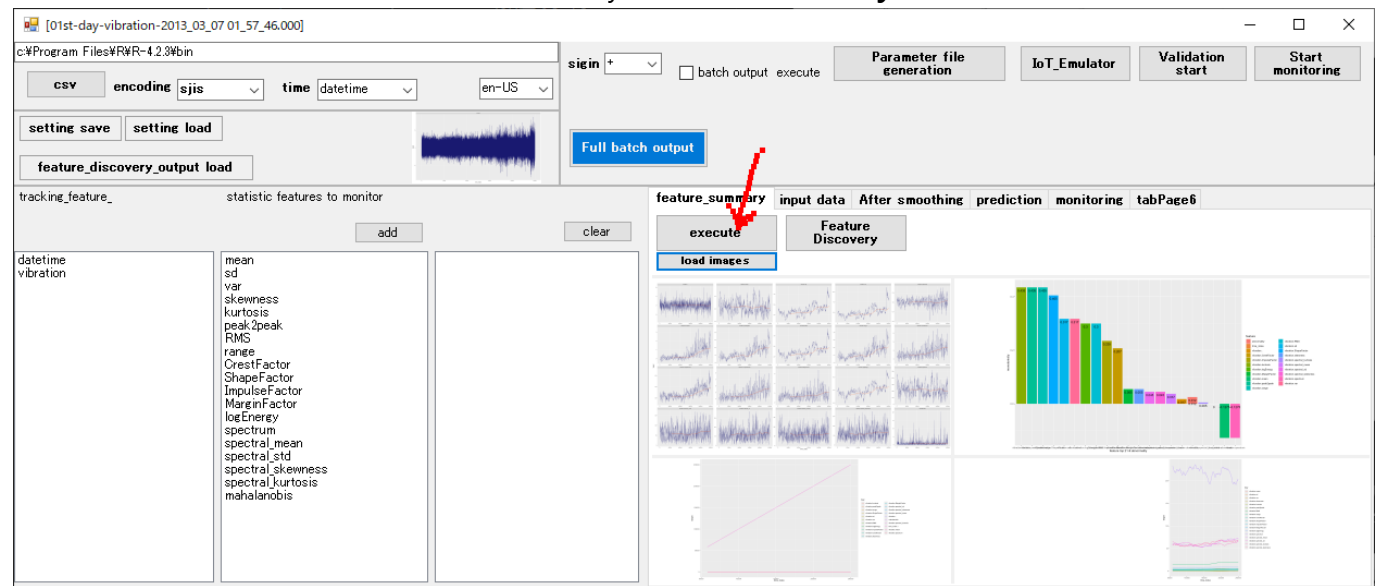 [01st-day-vibration-2013_03_07 01_57_46.000]
c:¥Program Files¥R¥R-4.2.3¥bin
csv encoding sjis time datetime en-US
sigin + batch output execute Parameter file generation IoT_Emulator Validation start Start monitoring
setting save setting load
Full batch output
feature_discovery_output load
tracking_feature_ statistic features to monitor
feature_summary input data After smoothing prediction monitoring tabPage6
add clear
execute Feature Discovery
load images
datetime
vibration
mean
sd
var
skewness
kurtosis
peak2peak
RMS
range
CrestFactor
ShapeFactor
ImpulseFactor
MarginFactor
logEnergy
spectrum
spectral_mean
spectral_std
spectral_skewness
spectral_kurtosis
mahalanobis